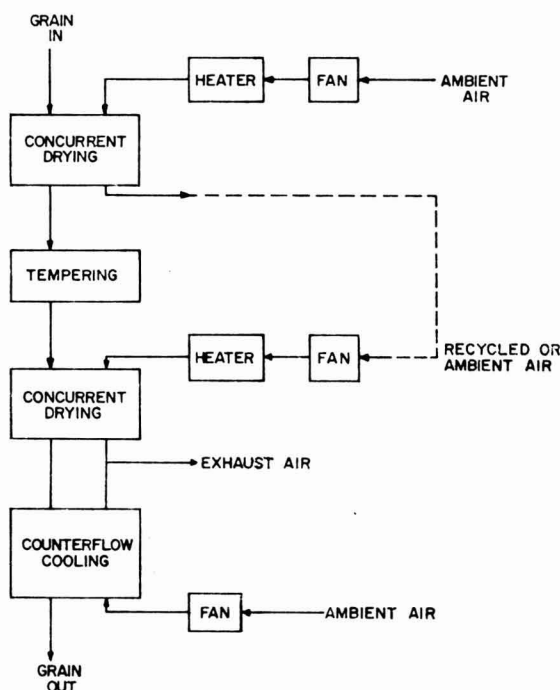 GRAIN
IN
HEATER
FAN
AMBIENT
AIR
CONCURRENT
DRYING
TEMPERING
HEATER
FAN
RECYCLED OR
AMBIENT AIR
CONCURRENT
DRYING
EXHAUST AIR
COUNTERFLOW
COOLING
FAN
AMBIENT AIR
GRAIN
OUT